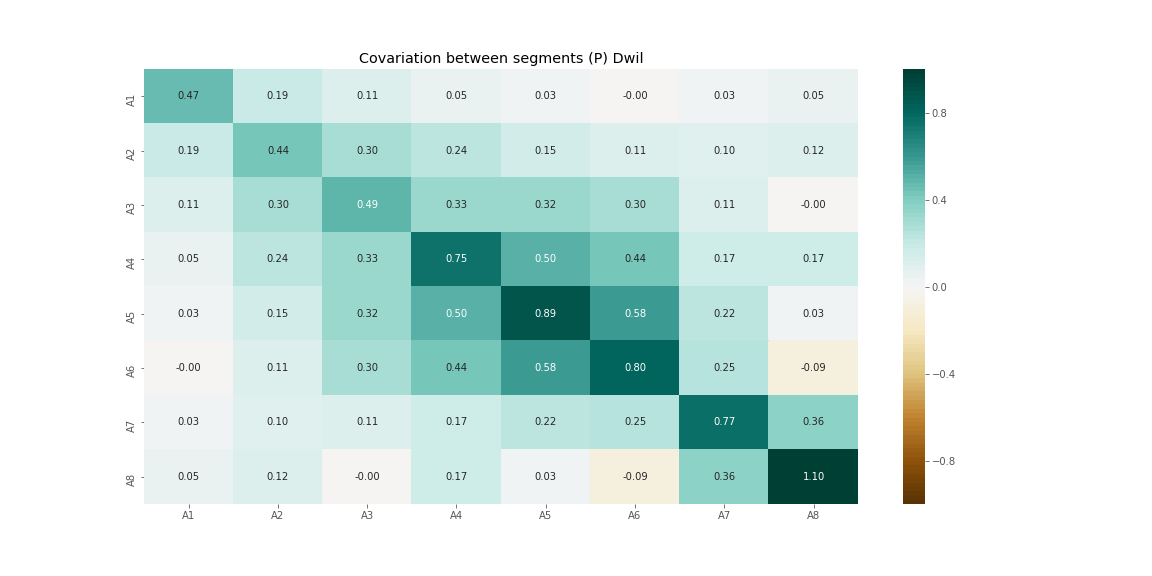 Covariation between segments (P) Dwil
A1 0.47 0.19 0.11 0.05 0.03 -0.00 0.03 0.05
A2 0.19 0.44 0.30 0.24 0.15 0.11 0.10 0.12
A3 0.11 0.30 0.49 0.33 0.32 0.30 0.11 -0.00
A4 0.05 0.24 0.33 0.75 0.50 0.44 0.17 0.17
A5 0.03 0.15 0.32 0.50 0.89 0.58 0.22 0.03
A6 -0.00 0.11 0.30 0.44 0.58 0.80 0.25 -0.09
A7 0.03 0.10 0.11 0.17 0.22 0.25 0.77 0.36
A8 0.05 0.12 -0.00 0.17 0.03 -0.09 0.36 1.10
A1 A2 A3 A4 A5 A6 A7 A8
0.8
0.4
0.0
−0.4
−0.8